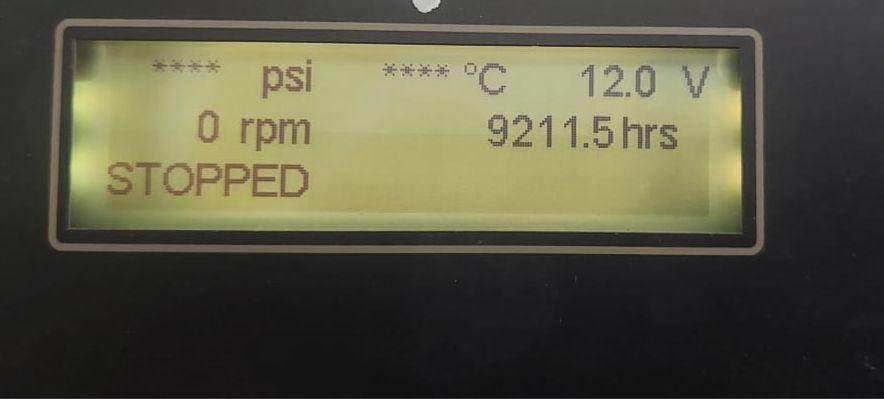 **** psi **** °C 12.0 V
0 rpm 9211.5 hrs
STOPPED